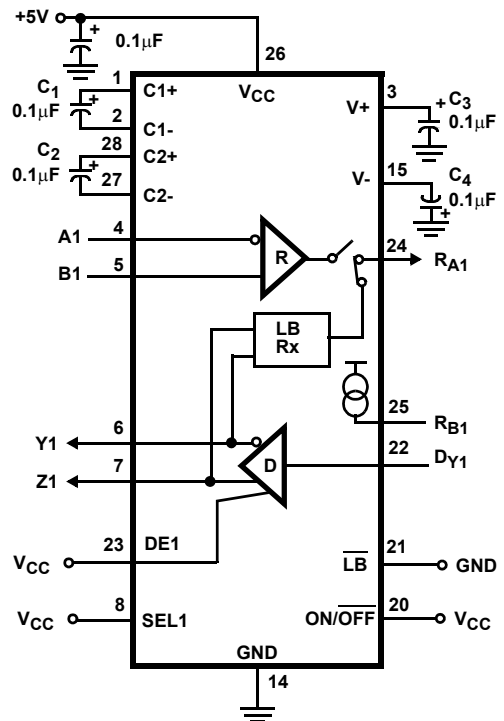 +5V
+
0.1μF
26
C1
0.1μF
+
1
C1+
VCC
3
V+
+
C3
0.1μF
2
C1-
C2
0.1μF
+
28
C2+
27
C2-
15
V-
C4
0.1μF
+
A1
4
R
24
RA1
B1
5
LB
Rx
25
RB1
Y1
6
22
DY1
Z1
7
D
VCC
23
DE1
21
L̅B̅
GND
VCC
8
SEL1
20
ON/O̅F̅F̅
VCC
GND
14